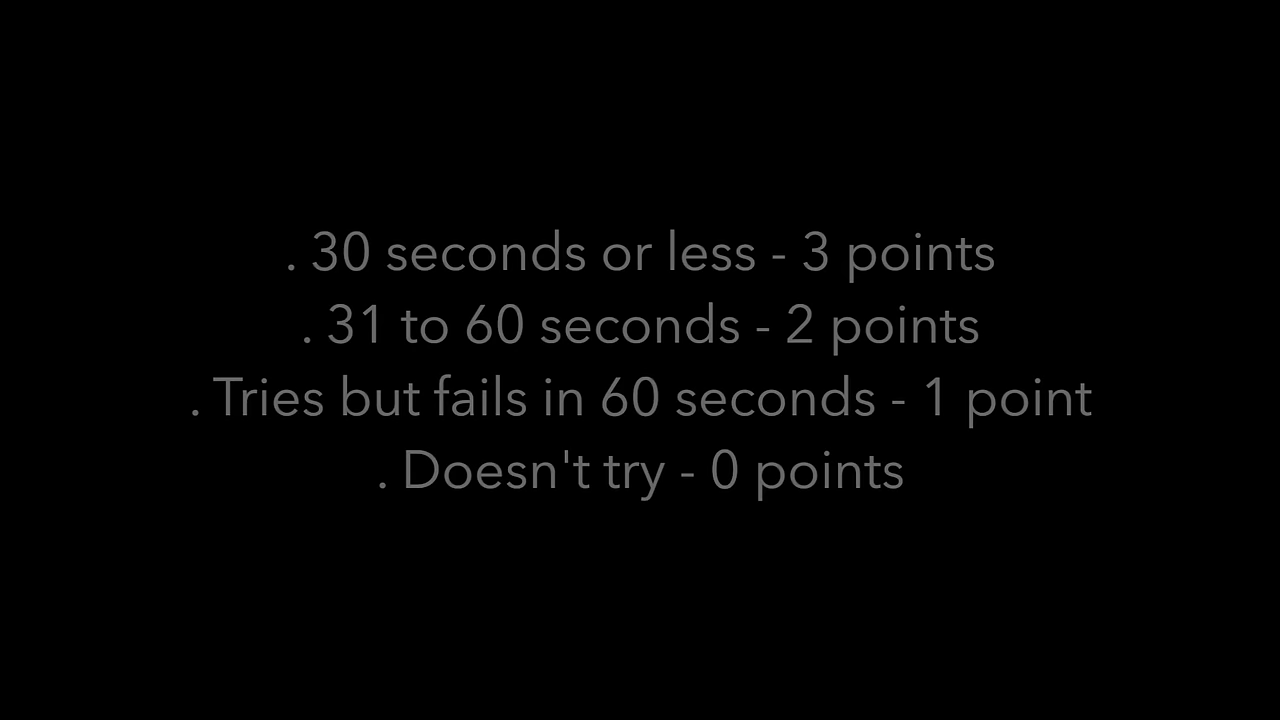 . 30 seconds or less - 3 points
. 31 to 60 seconds - 2 points
. Tries but fails in 60 seconds - 1 point
. Doesn't try - 0 points